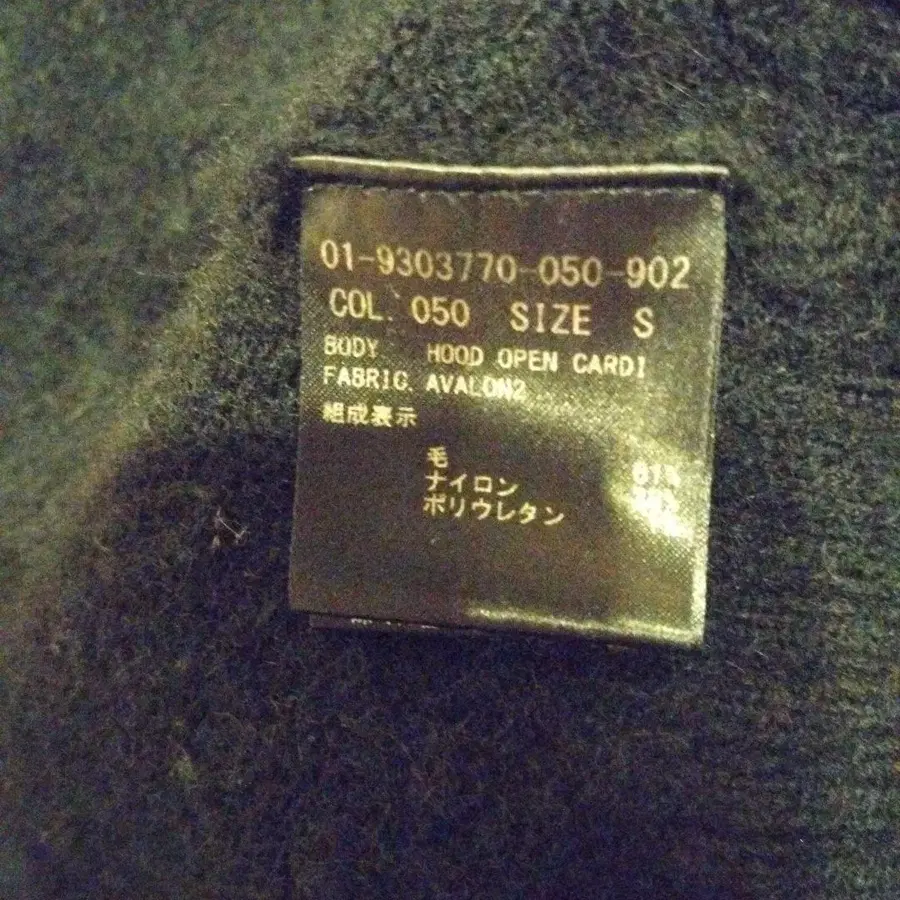 01-9303770-050-902
COL. 050 SIZE S
BODY HOOD OPEN CARDI
FABRIC. AVALON2
組成表示
毛
ナイロン
ポリウレタン